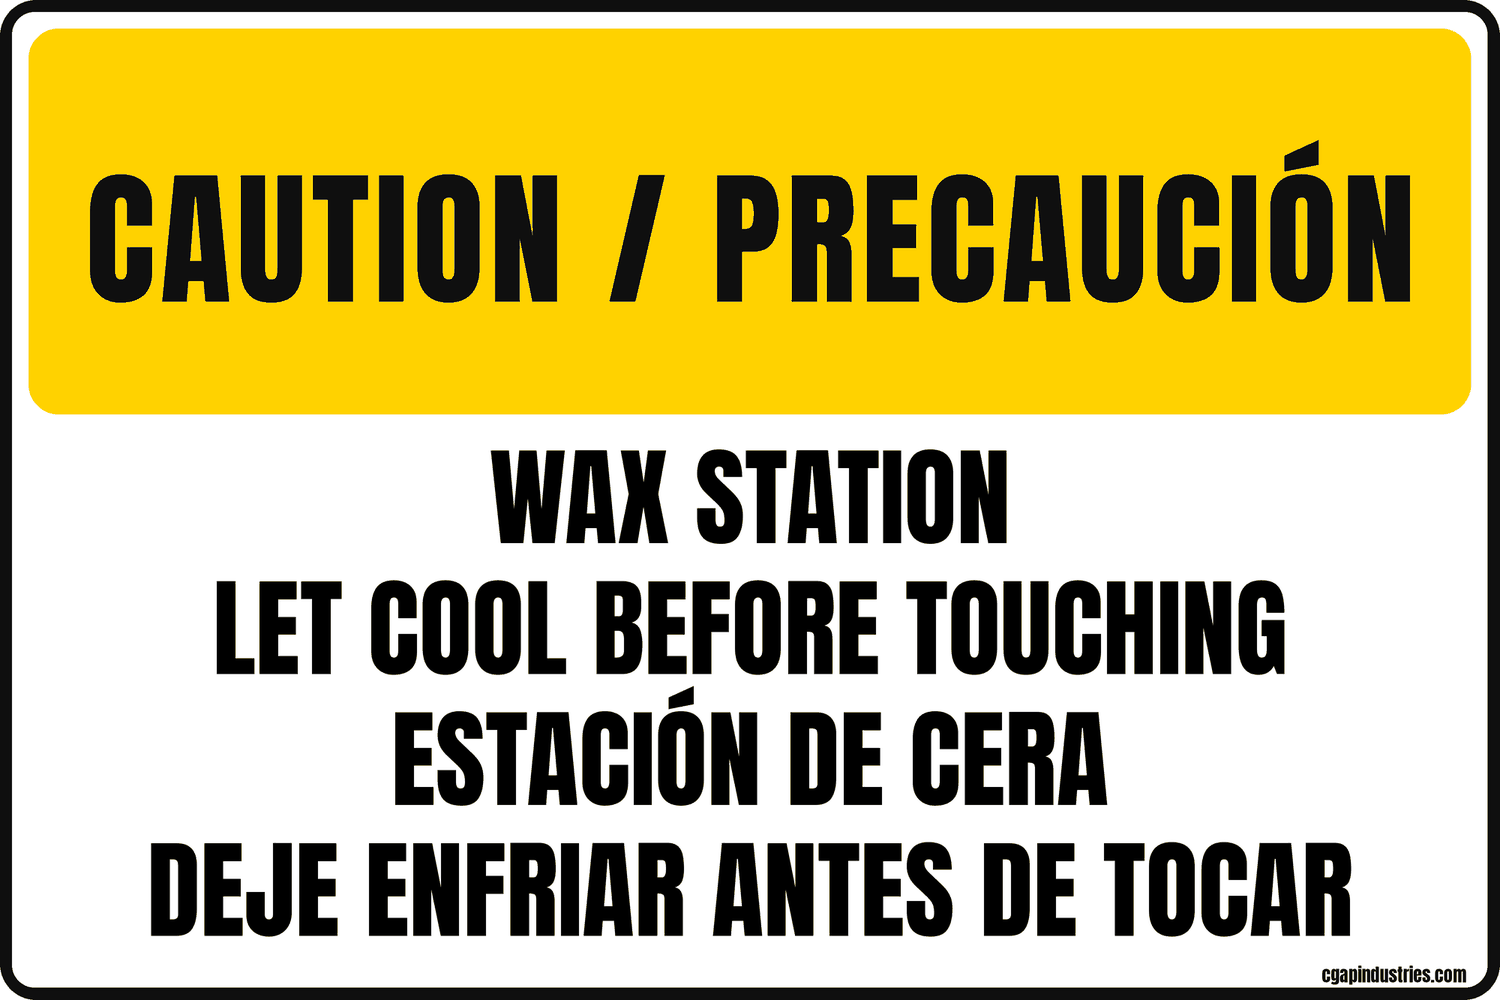 CAUTION / PRECAUCIÓN
WAX STATION
LET COOL BEFORE TOUCHING
ESTACIÓN DE CERA
DEJE ENFRIAR ANTES DE TOCAR
cgapindustries.com